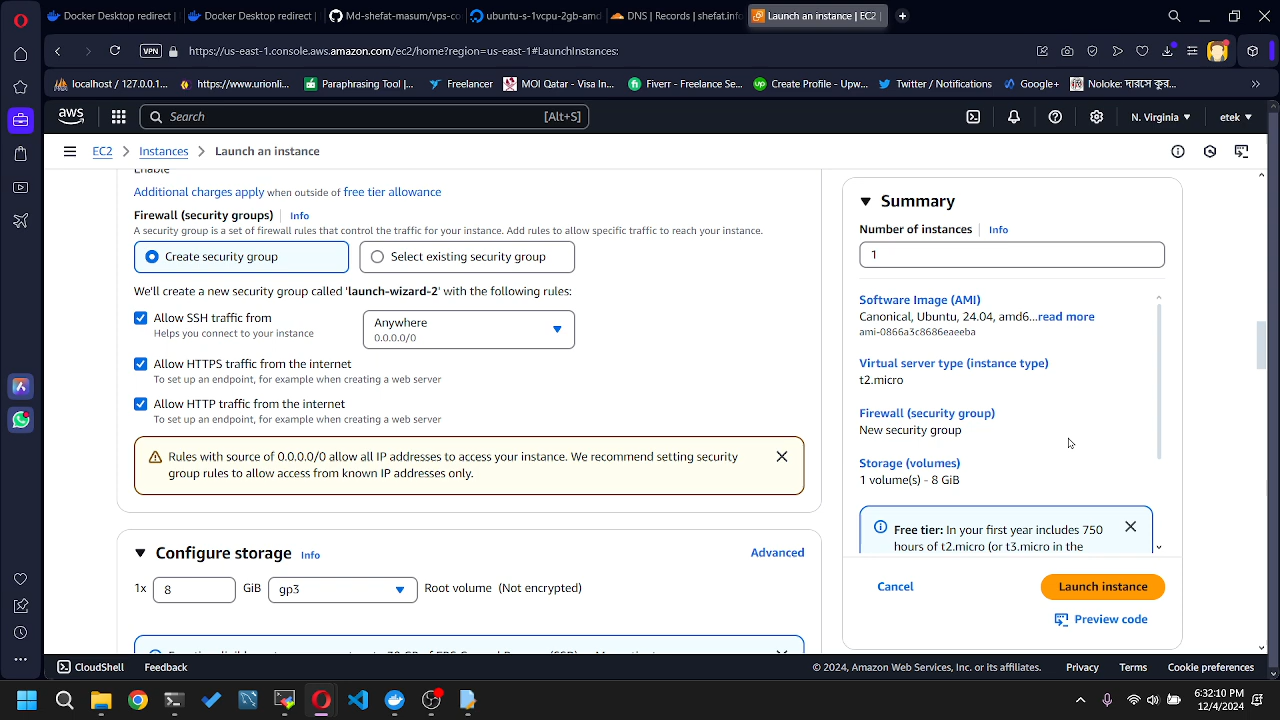 Docker Desktop redirect
Docker Desktop redirect
Md-shefat-masum/vps-co
ubuntu-s-1vcpu-2gb-amd
DNS | Records | shefat.info
Launch an instance | EC2 |
VPN
https://us-east-1.console.aws.amazon.com/ec2/home?region=us-east-1#LaunchInstances:
localhost / 127.0.0.1...
https://www.urionli...
Paraphrasing Tool |...
Freelancer
MOI Qatar - Visa In...
Fiverr - Freelance Se...
Create Profile - Upw...
Twitter / Notifications
Google+
aws
Search
[Alt+S]
N. Virginia
etek
EC2 > Instances > Launch an instance
Enable
Additional charges apply when outside of free tier allowance
Firewall (security groups) | Info
A security group is a set of firewall rules that control the traffic for your instance. Add rules to allow specific traffic to reach your instance.
Create security group
Select existing security group
We'll create a new security group called 'launch-wizard-2' with the following rules:
Allow SSH traffic from
Helps you connect to your instance
Anywhere
0.0.0.0/0
Allow HTTPS traffic from the internet
To set up an endpoint, for example when creating a web server
Allow HTTP traffic from the internet
To set up an endpoint, for example when creating a web server
Rules with source of 0.0.0.0/0 allow all IP addresses to access your instance. We recommend setting security
group rules to allow access from known IP addresses only.
Configure storage Info
Advanced
1x 8 GiB gp3 Root volume (Not encrypted)
Summary
Number of instances | Info
1
Software Image (AMI)
Canonical, Ubuntu, 24.04, amd6...read more
ami-0866a3c8686eaeeba
Virtual server type (instance type)
t2.micro
Firewall (security group)
New security group
Storage (volumes)
1 volume(s) - 8 GiB
Free tier: In your first year includes 750
hours of t2.micro (or t3.micro in the
Cancel
Launch instance
Preview code
CloudShell
Feedback
© 2024, Amazon Web Services, Inc. or its affiliates.
Privacy
Terms
Cookie preferences
6:32:10 PM
12/4/2024